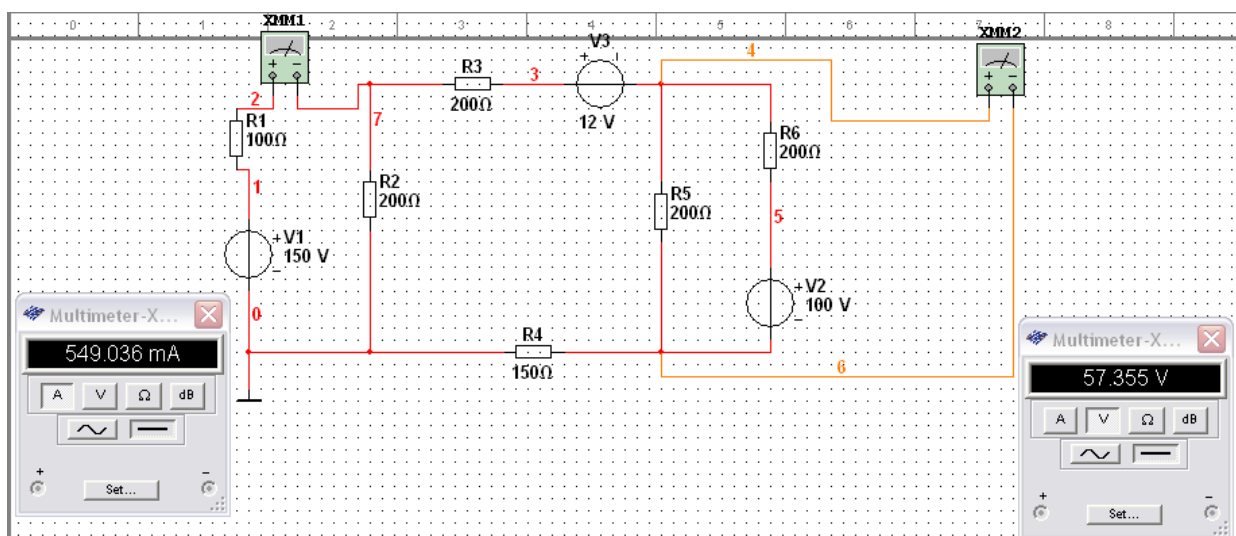 0 1 2 3 4 5 6 7 8
XMM1
XMM2
V3
4
R3
3
2
200Ω
12 V
R1
100Ω
7
R6
200Ω
1
R2
200Ω
R5
200Ω
5
+V1
150 V
+V2
100 V
0
R4
150Ω
6
Multimeter-X...
549.036 mA
A V Ω dB
+ -
Set...
Multimeter-X...
57.355 V
A V Ω dB
+ -
Set...